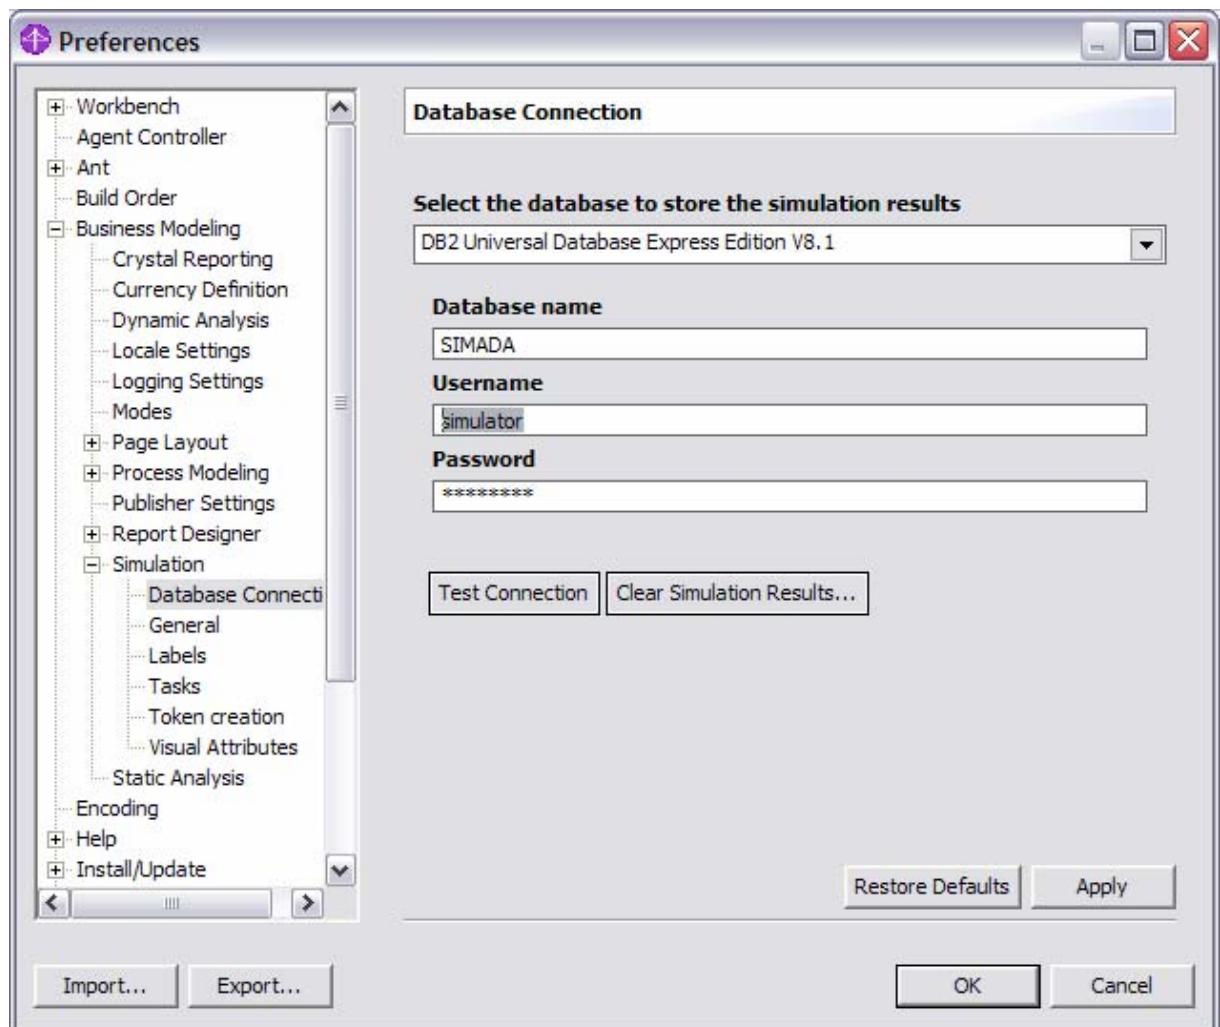 Preferences
Workbench
Agent Controller
Ant
Build Order
Business Modeling
Crystal Reporting
Currency Definition
Dynamic Analysis
Locale Settings
Logging Settings
Modes
Page Layout
Process Modeling
Publisher Settings
Report Designer
Simulation
Database Connecti
General
Labels
Tasks
Token creation
Visual Attributes
Static Analysis
Encoding
Help
Install/Update
Database Connection
Select the database to store the simulation results
DB2 Universal Database Express Edition V8.1
Database name
SIMADA
Username
simulator
Password
********
Test Connection
Clear Simulation Results...
Restore Defaults
Apply
Import...
Export...
OK
Cancel